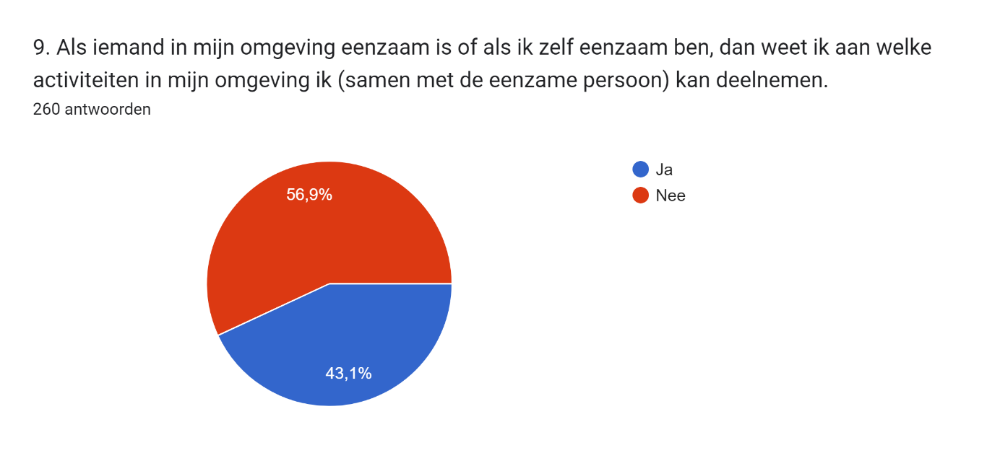 9. Als iemand in mijn omgeving eenzaam is of als ik zelf eenzaam ben, dan weet ik aan welke
activiteiten in mijn omgeving ik (samen met de eenzame persoon) kan deelnemen.
260 antwoorden
Ja
Nee
56,9%
43,1%